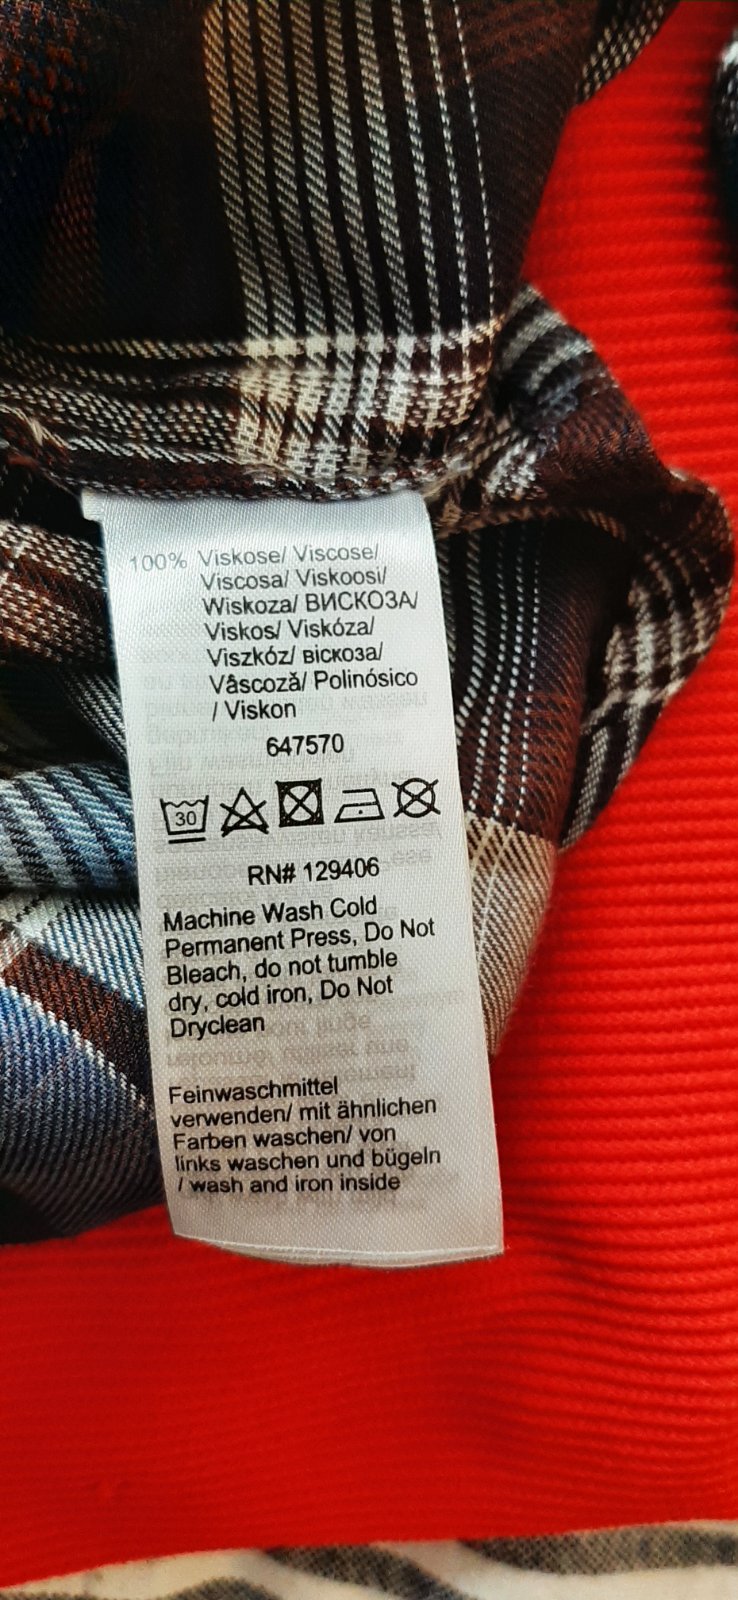 100% Viskose/ Viscose/
Viscosa/ Viskoosi/
Wiskoza/ ВИСКОЗА/
Viskos/ Viskóza/
Viszkóz/ віскоза/
Vâscoză/ Polinósico
/ Viskon
647570
30
RN# 129406
Machine Wash Cold
Permanent Press, Do Not
Bleach, do not tumble
dry, cold iron, Do Not
Dryclean
Feinwaschmittel
verwenden/ mit ähnlichen
Farben waschen/ von
links waschen und bügeln
/ wash and iron inside